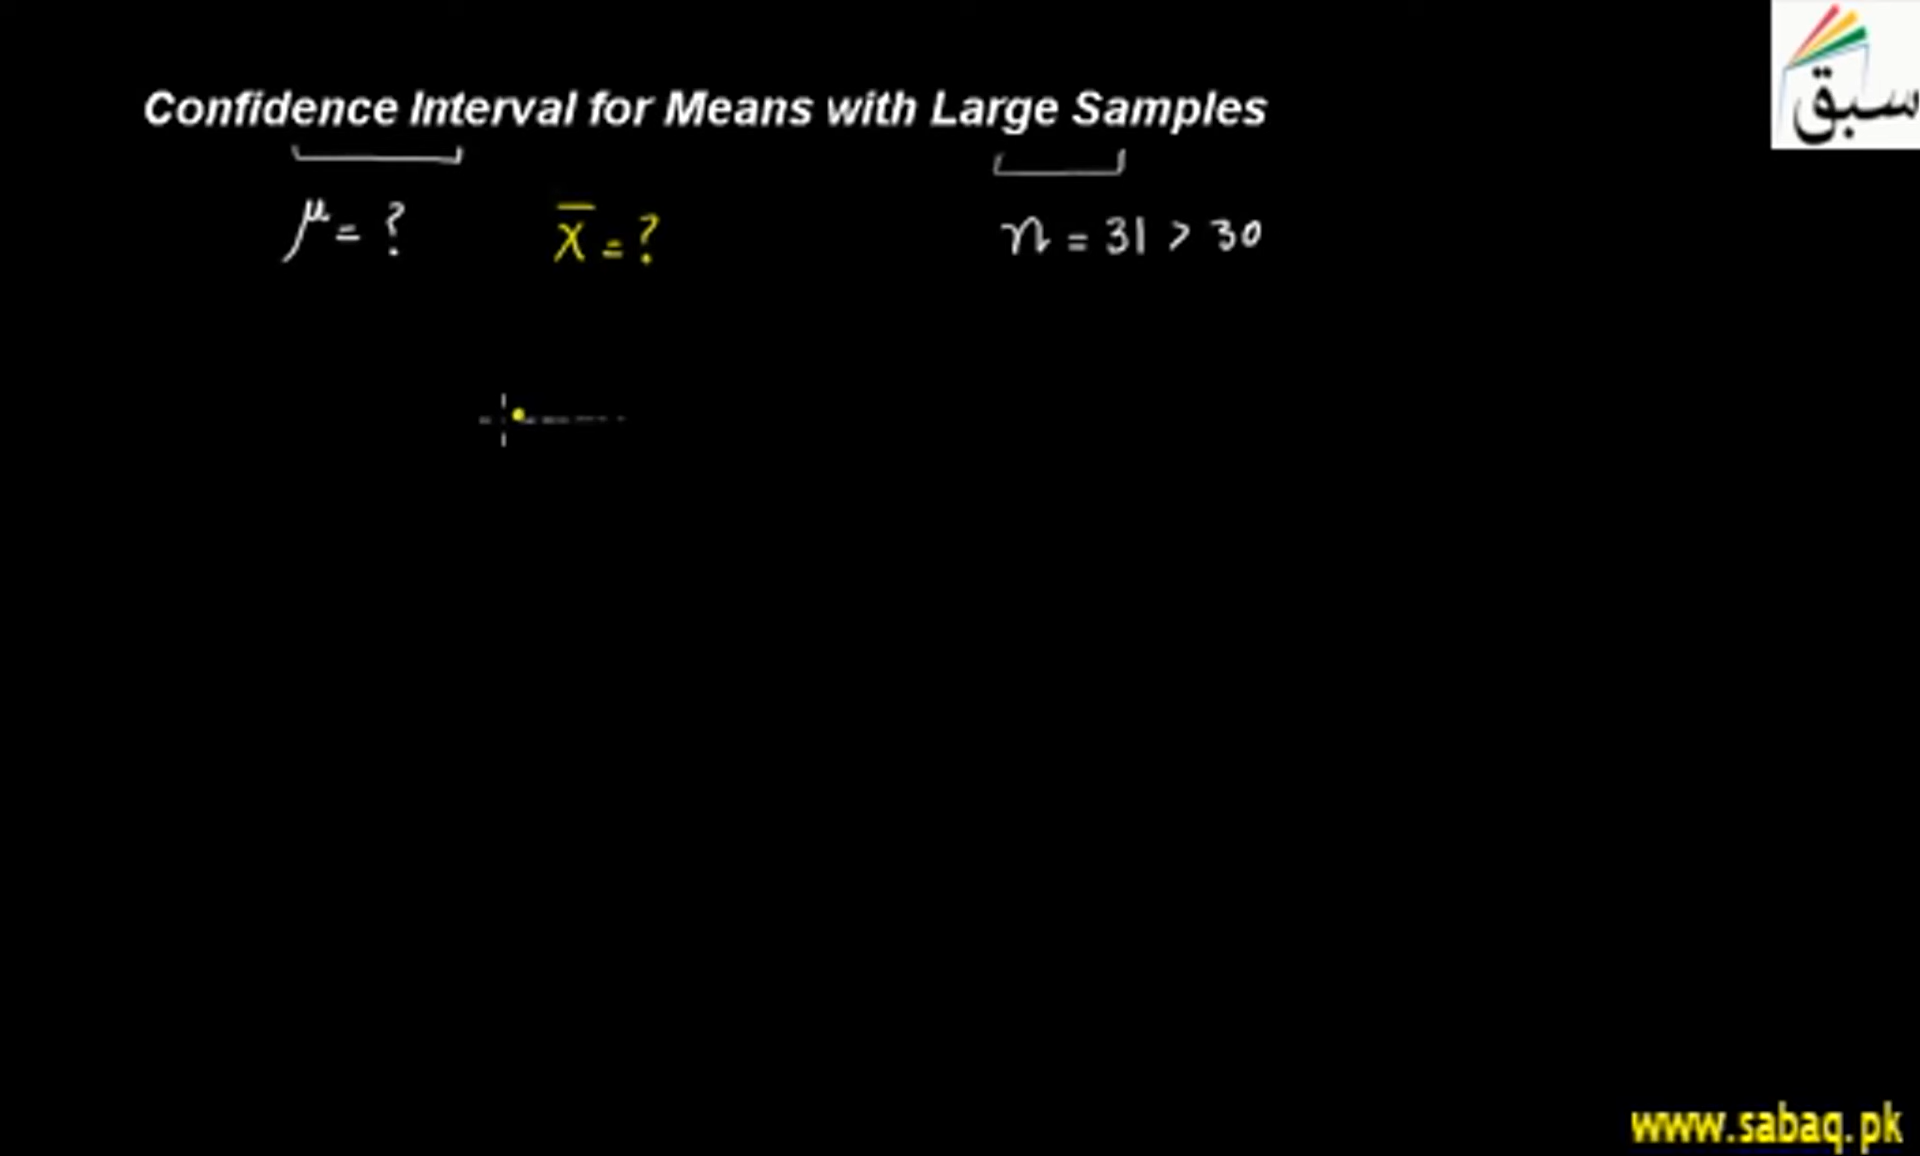 سبق
Confidence Interval for Means with Large Samples
μ = ? x̄ = ? n = 31 > 30
www.sabaq.pk